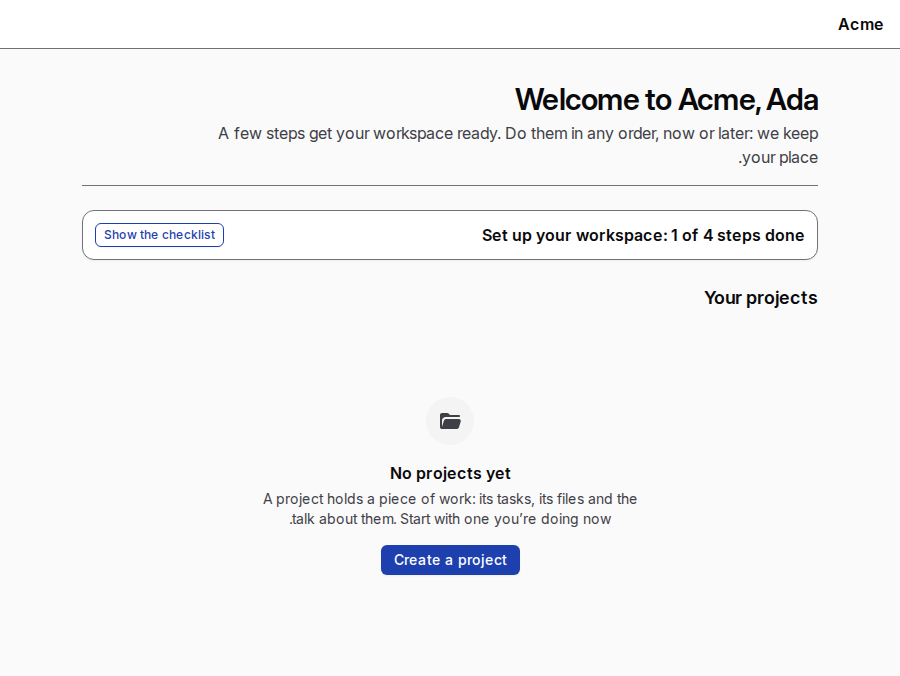 Acme
Welcome to Acme, Ada
A few steps get your workspace ready. Do them in any order, now or later: we keep
your place.
Set up your workspace: 1 of 4 steps done
Show the checklist
Your projects
No projects yet
A project holds a piece of work: its tasks, its files and the
talk about them. Start with one you’re doing now.
Create a project